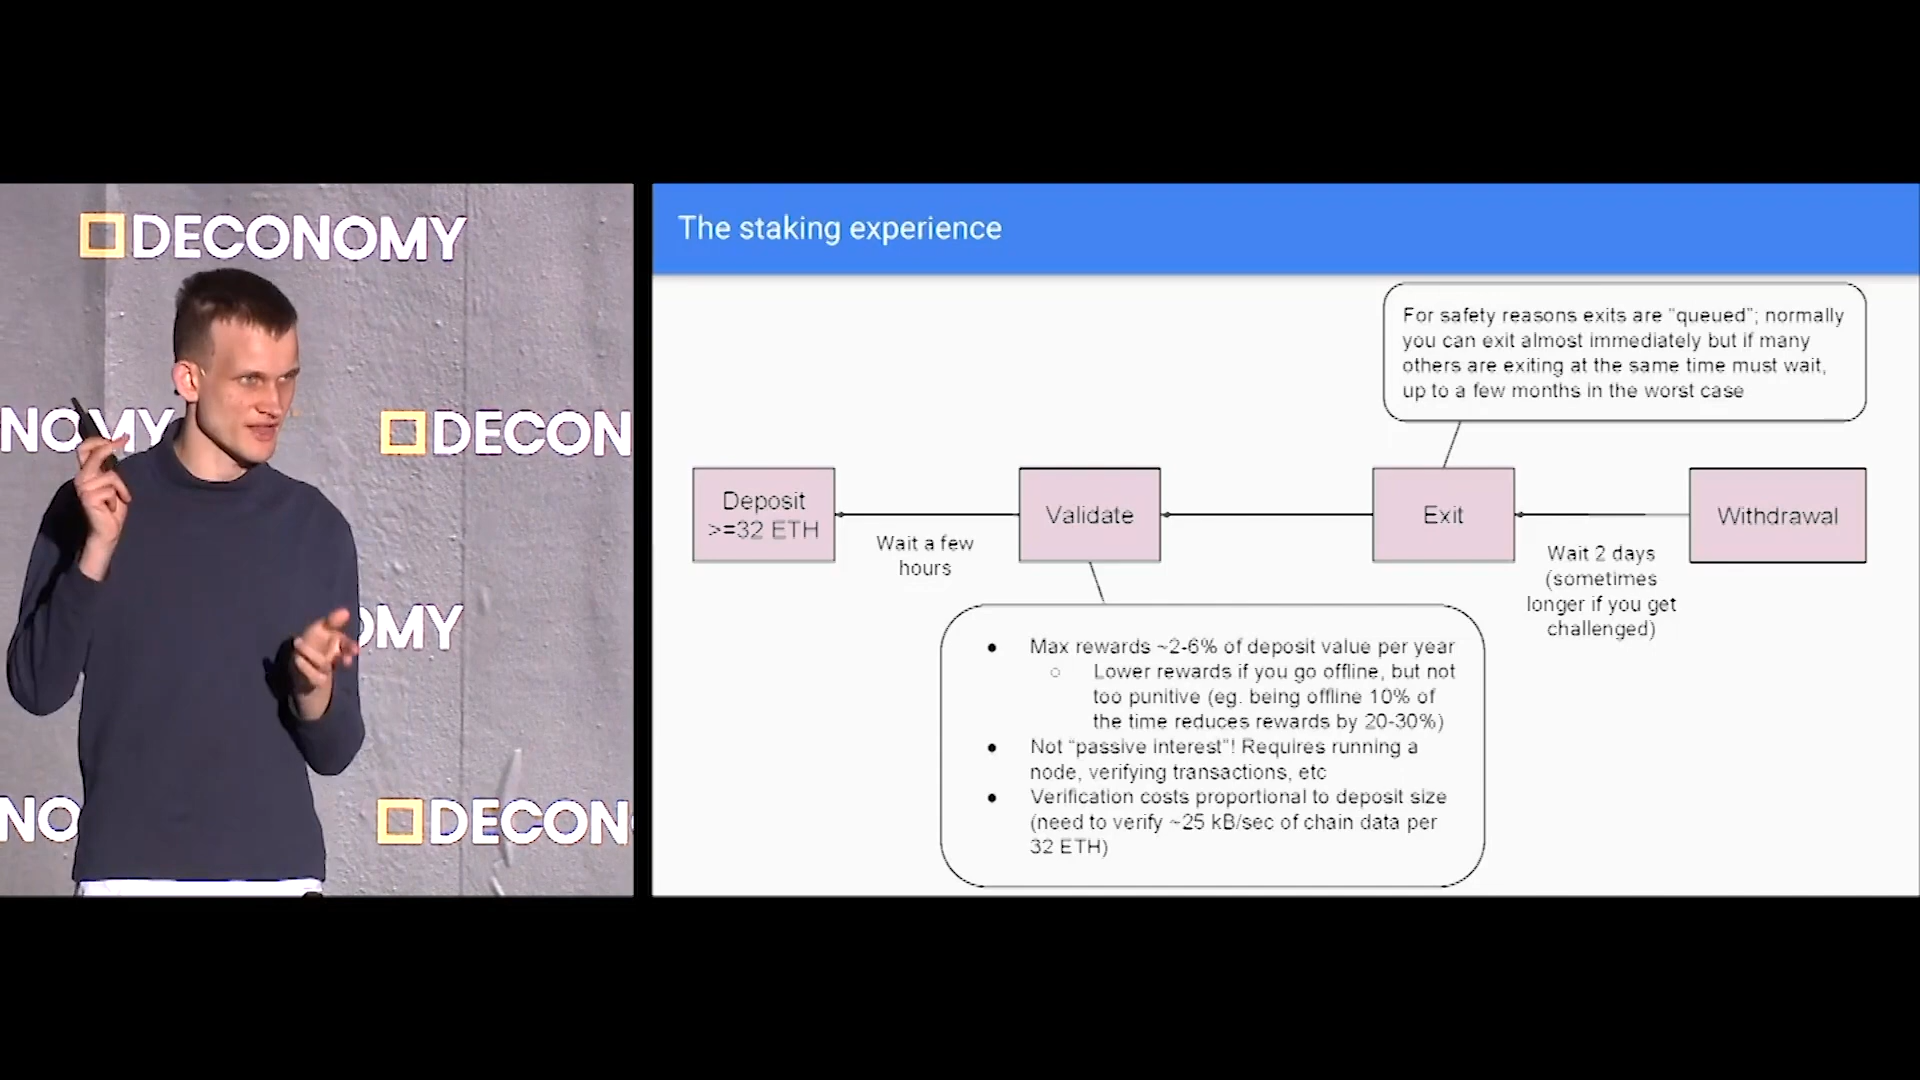 DECONOMY
NOMY
DECON
OMY
NO
DECON
The staking experience
For safety reasons exits are "queued"; normally
you can exit almost immediately but if many
others are exiting at the same time must wait,
up to a few months in the worst case
Deposit
>=32 ETH
Wait a few
hours
Validate
Exit
Wait 2 days
(sometimes
longer if you get
challenged)
Withdrawal
● Max rewards ~2-6% of deposit value per year
○ Lower rewards if you go offline, but not
too punitive (eg. being offline 10% of
the time reduces rewards by 20-30%)
● Not "passive interest"! Requires running a
node, verifying transactions, etc
● Verification costs proportional to deposit size
(need to verify ~25 kB/sec of chain data per
32 ETH)